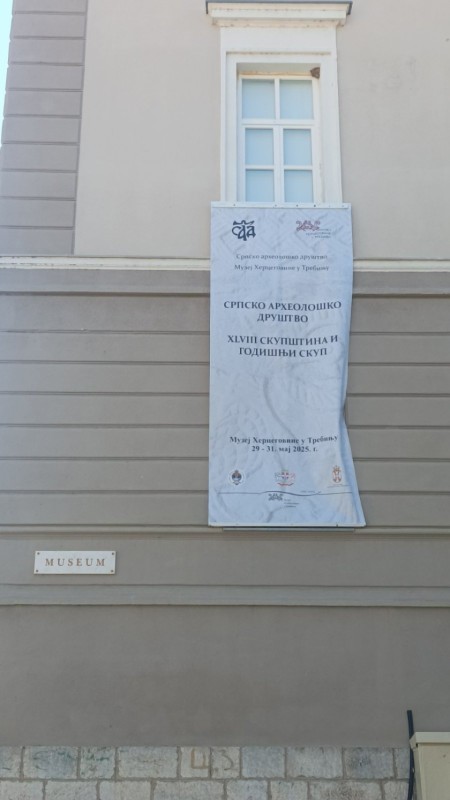 САД
Српско археолошко друштво
Музеј Херцеговине у Требињу
СРПСКО АРХЕОЛОШКО
ДРУШТВО
XLVIII СКУПШТИНА И
ГОДИШЊИ СКУП
Музеј Херцеговине у Требињу
29 - 31. мај 2025. г.
MUSEUM